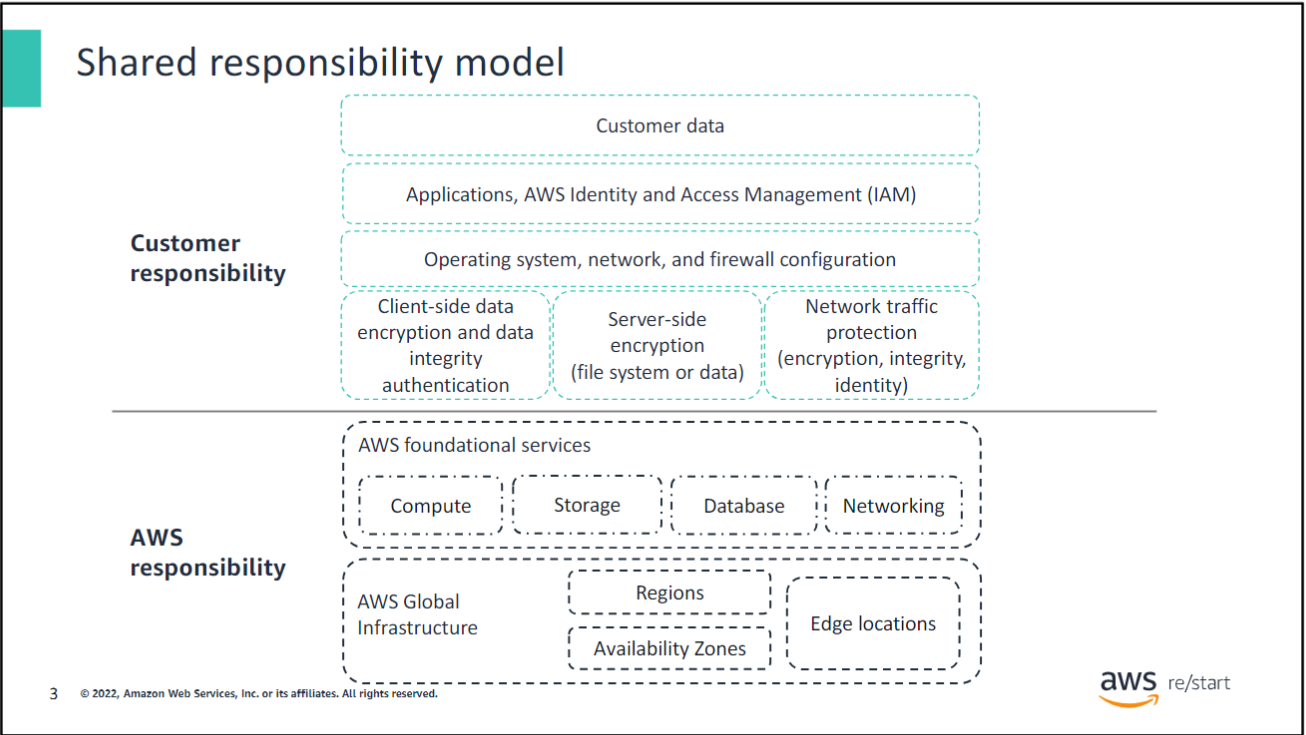 Shared responsibility model
Customer data
Applications, AWS Identity and Access Management (IAM)
Customer
responsibility
Operating system, network, and firewall configuration
Client-side data
encryption and data
integrity
authentication
Server-side
encryption
(file system or data)
Network traffic
protection
(encryption, integrity,
identity)
AWS foundational services
Compute
Storage
Database
Networking
AWS
responsibility
AWS Global
Infrastructure
Regions
Availability Zones
Edge locations
3
© 2022, Amazon Web Services, Inc. or its affiliates. All rights reserved.
aws re/start